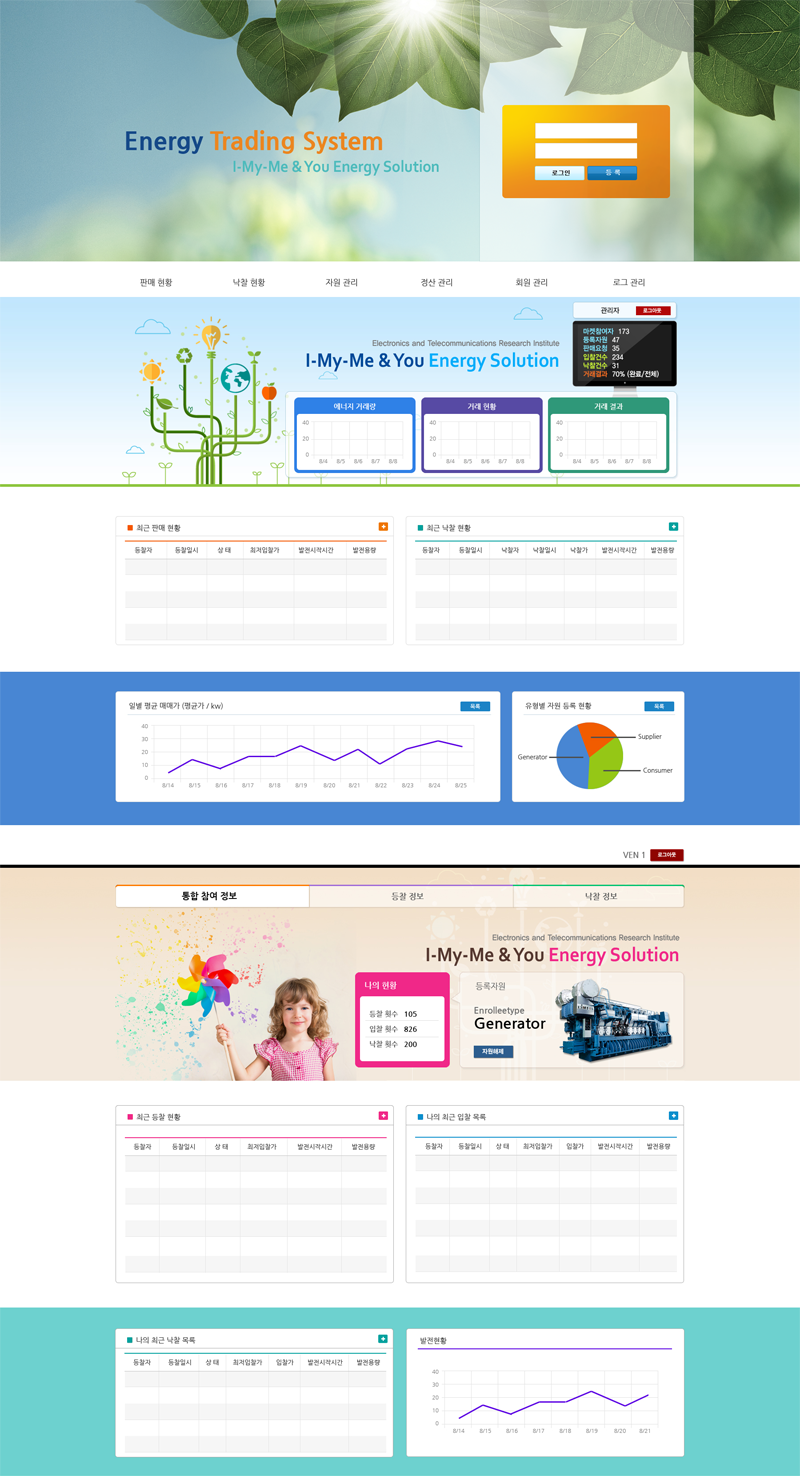 Energy Trading System
I-My-Me & You Energy Solution
로그인 등 록
판매 현황 낙찰 현황 자원 관리 정산 관리 회원 관리 로그 관리
관리자 로그아웃
마켓참여자 173
등록자원 47
판매요청 35
입찰건수 234
낙찰건수 31
거래결과 70% (완료/전체)
Electronics and Telecommunications Research Institute
I-My-Me & You Energy Solution
에너지 거래량
40
20
0
8/4 8/5 8/6 8/7 8/8
거래 현황
40
20
0
8/4 8/5 8/6 8/7 8/8
거래 결과
40
20
0
8/4 8/5 8/6 8/7 8/8
최근 판매 현황
등찰자 등찰일시 상 태 최저입찰가 발전시작시간 발전용량
최근 낙찰 현황
등찰자 등찰일시 낙찰자 낙찰일시 낙찰가 발전시작시간 발전용량
일별 평균 매매가 (평균가 / kw) 목록
40
30
20
10
0
8/14 8/15 8/16 8/17 8/18 8/19 8/20 8/21 8/22 8/23 8/24 8/25
유형별 자원 등록 현황 목록
Supplier
Generator
Consumer
VEN 1 로그아웃
통합 참여 정보 등찰 정보 낙찰 정보
Electronics and Telecommunications Research Institute
I-My-Me & You Energy Solution
나의 현황
등찰 횟수 105
입찰 횟수 826
낙찰 횟수 200
등록자원
Enrolleetype
Generator
자원해제
최근 등찰 현황
등찰자 등찰일시 상 태 최저입찰가 발전시작시간 발전용량
나의 최근 입찰 목록
등찰자 등찰일시 상 태 최저입찰가 입찰가 발전시작시간 발전용량
나의 최근 낙찰 목록
등찰자 등찰일시 상 태 최저입찰가 입찰가 발전시작시간 발전용량
발전현황
40
30
20
10
0
8/14 8/15 8/16 8/17 8/18 8/19 8/20 8/21